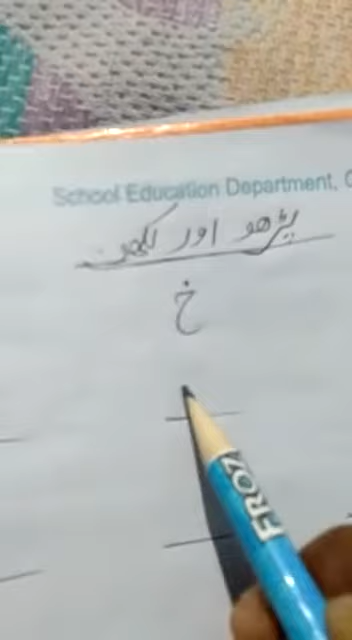 School Education Department,
پڑھو اور لکھو
خ
FROZ